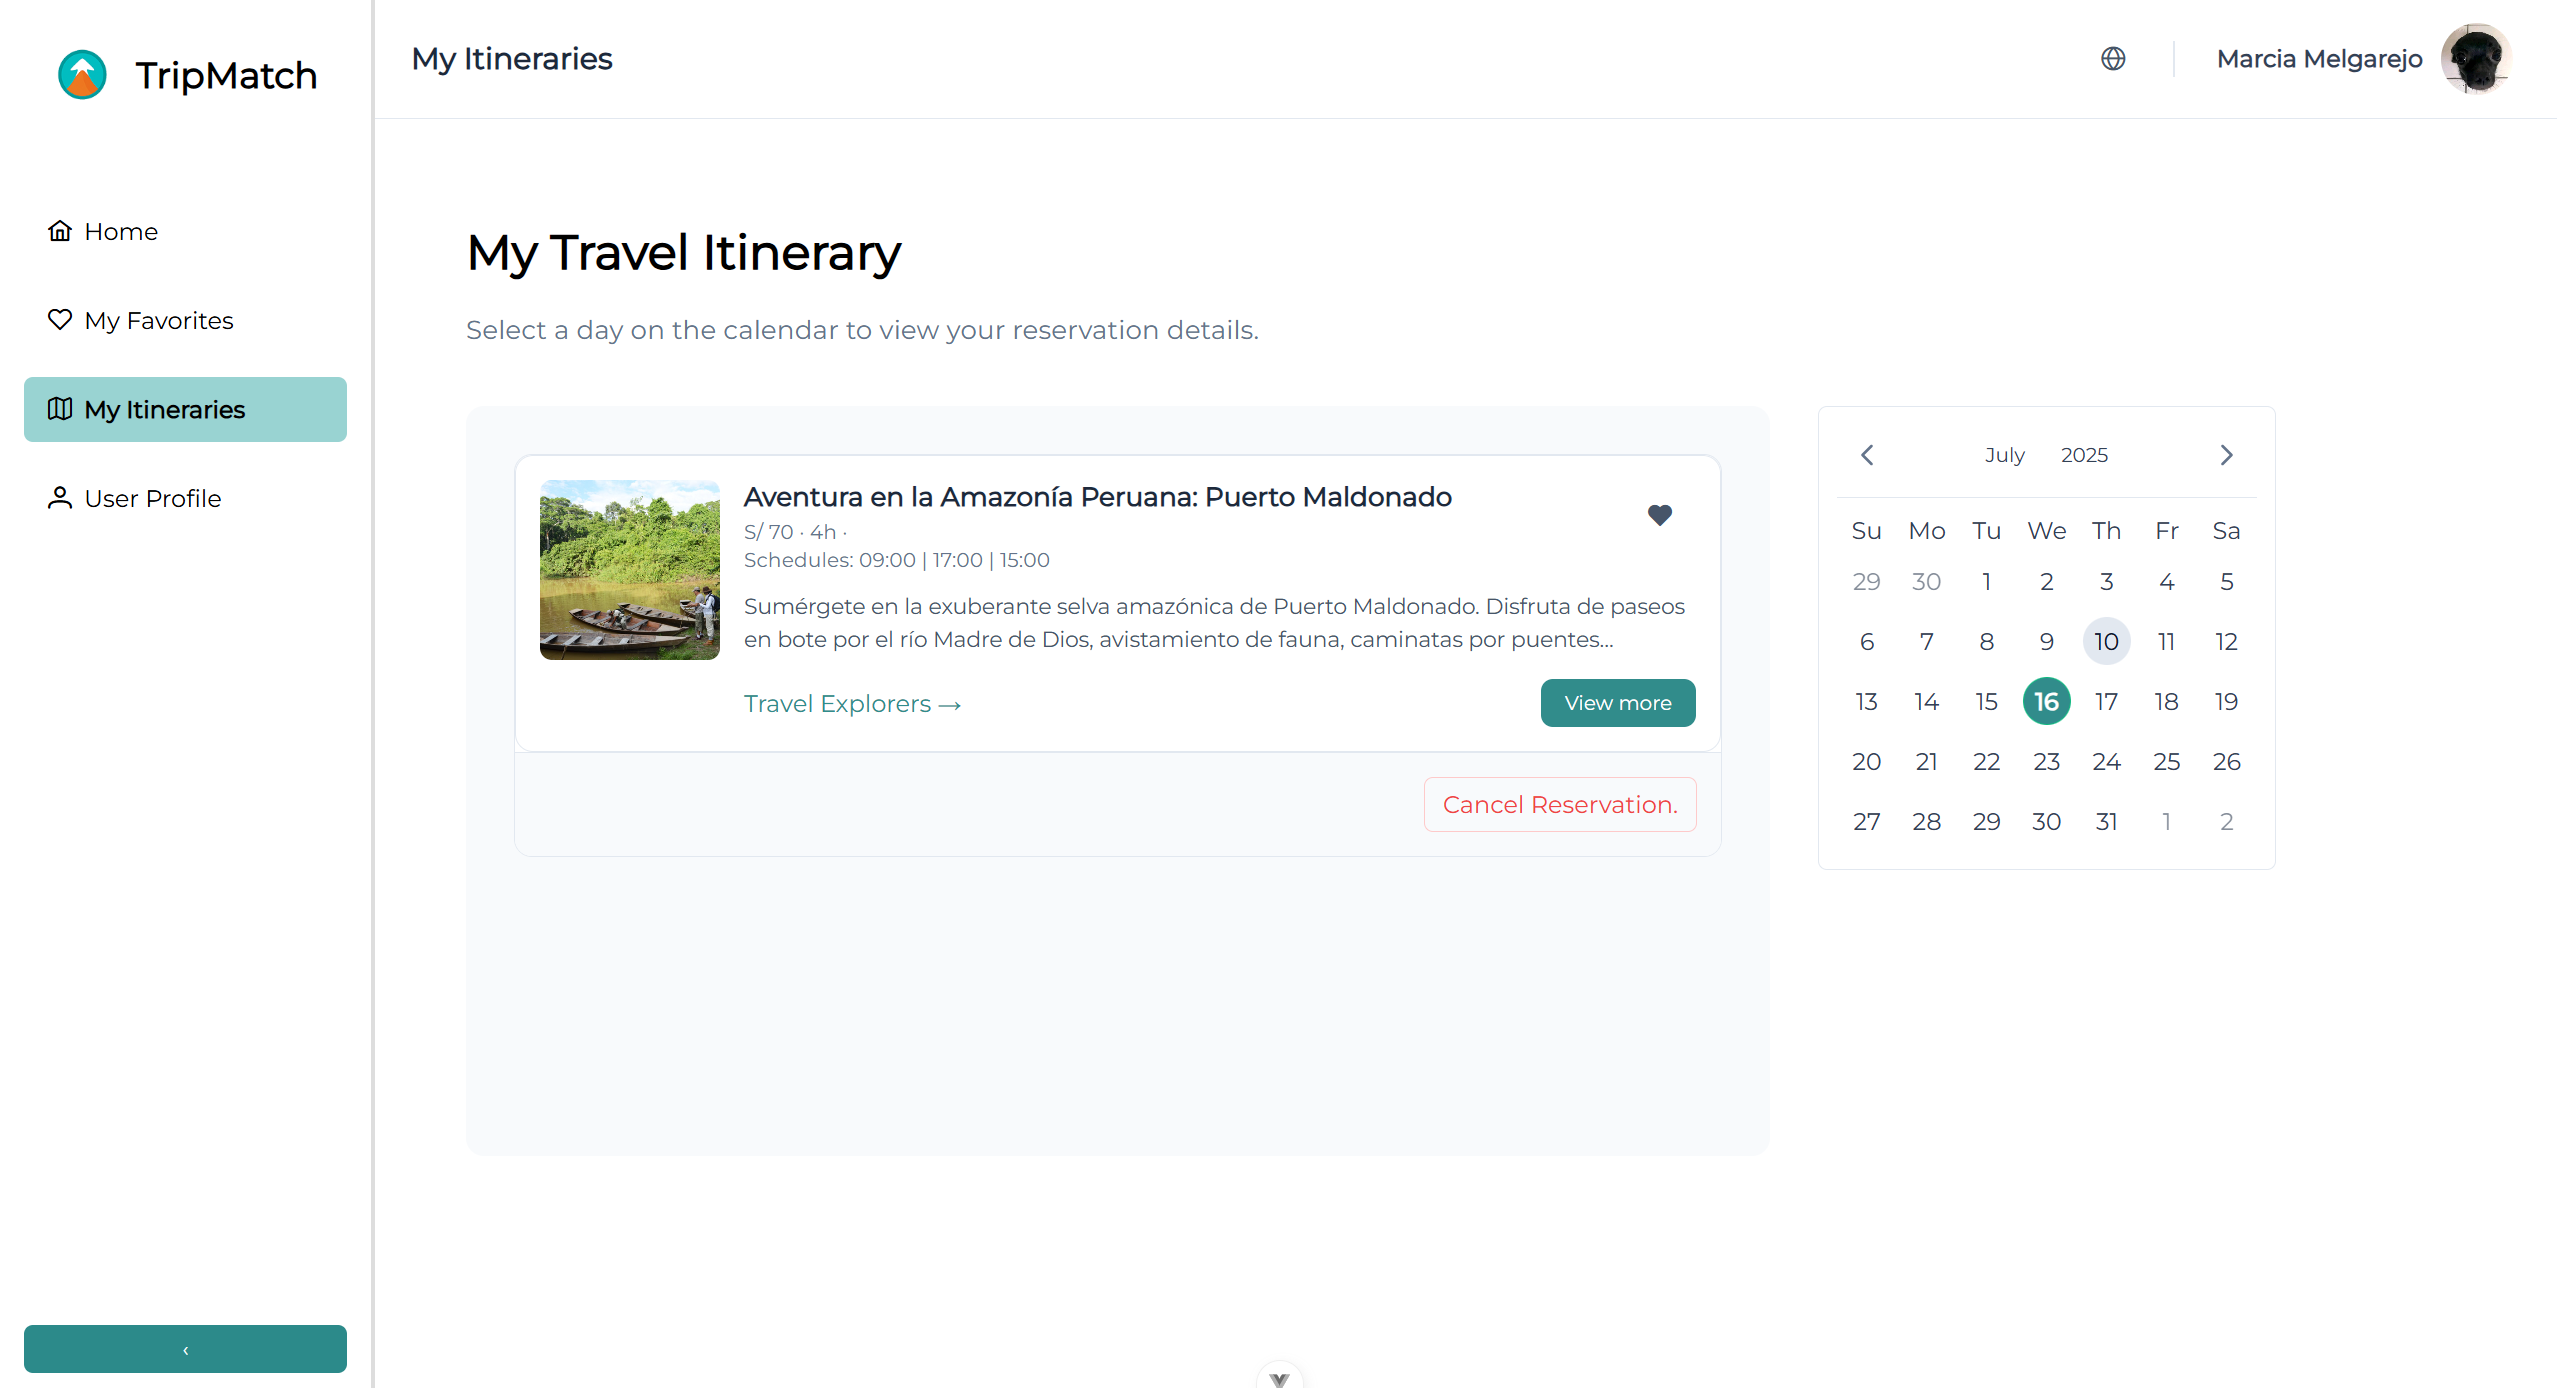 TripMatch
Home
My Favorites
My Itineraries
User Profile
‹
My Itineraries
Marcia Melgarejo
My Travel Itinerary
Select a day on the calendar to view your reservation details.
Aventura en la Amazonía Peruana: Puerto Maldonado
S/ 70 · 4h ·
Schedules: 09:00 | 17:00 | 15:00
Sumérgete en la exuberante selva amazónica de Puerto Maldonado. Disfruta de paseos
en bote por el río Madre de Dios, avistamiento de fauna, caminatas por puentes...
Travel Explorers →
View more
Cancel Reservation.
July 2025
Su Mo Tu We Th Fr Sa
29 30 1 2 3 4 5
6 7 8 9 10 11 12
13 14 15 16 17 18 19
20 21 22 23 24 25 26
27 28 29 30 31 1 2